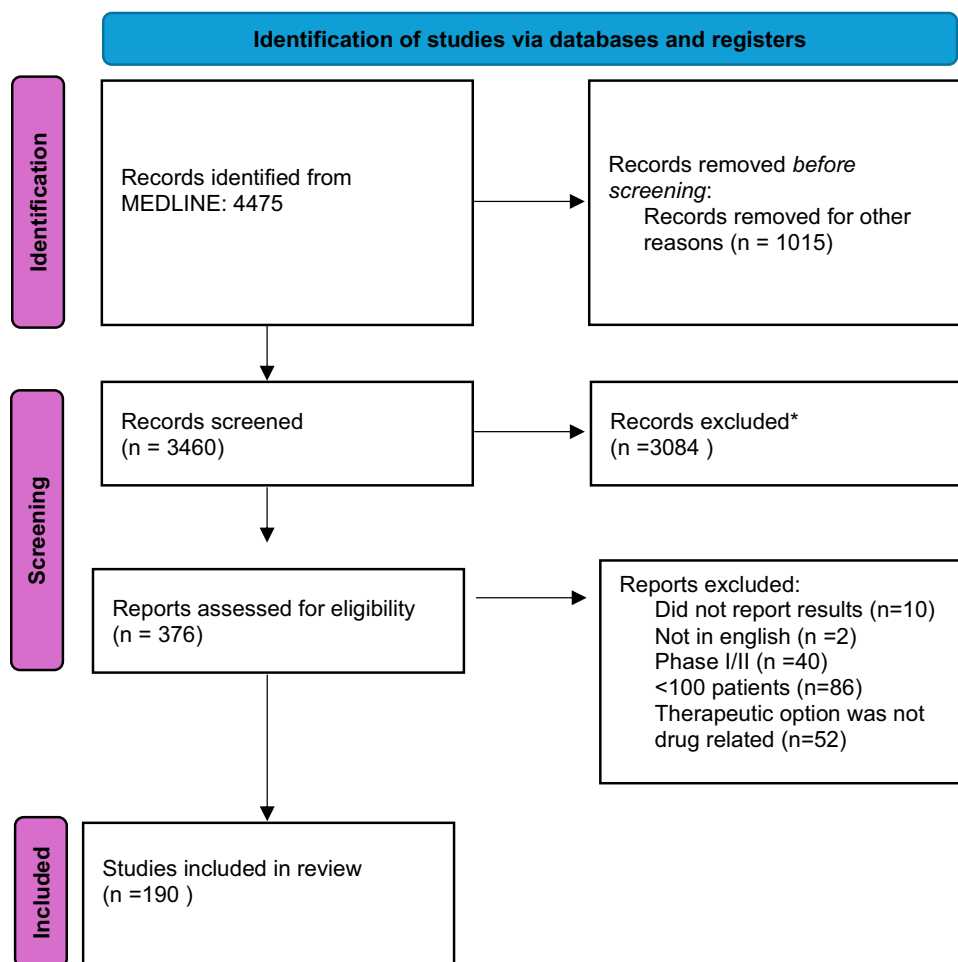 Identification of studies via databases and registers
Identification
Records identified from
MEDLINE: 4475
Records removed before
screening:
Records removed for other
reasons (n = 1015)
Screening
Records screened
(n = 3460)
Records excluded*
(n =3084 )
Reports assessed for eligibility
(n = 376)
Reports excluded:
Did not report results (n=10)
Not in english (n =2)
Phase I/II (n =40)
<100 patients (n=86)
Therapeutic option was not
drug related (n=52)
Included
Studies included in review
(n =190 )